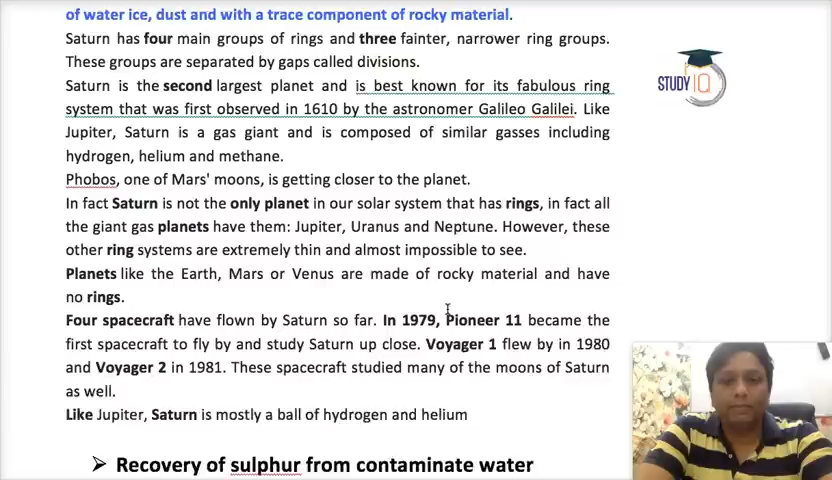 of water ice, dust and with a trace component of rocky material.
Saturn has four main groups of rings and three fainter, narrower ring groups.
These groups are separated by gaps called divisions.
Saturn is the second largest planet and is best known for its fabulous ring
system that was first observed in 1610 by the astronomer Galileo Galilei. Like
Jupiter, Saturn is a gas giant and is composed of similar gasses including
hydrogen, helium and methane.
Phobos, one of Mars' moons, is getting closer to the planet.
In fact Saturn is not the only planet in our solar system that has rings, in fact all
the giant gas planets have them: Jupiter, Uranus and Neptune. However, these
other ring systems are extremely thin and almost impossible to see.
Planets like the Earth, Mars or Venus are made of rocky material and have
no rings.
Four spacecraft have flown by Saturn so far. In 1979, Pioneer 11 became the
first spacecraft to fly by and study Saturn up close. Voyager 1 flew by in 1980
and Voyager 2 in 1981. These spacecraft studied many of the moons of Saturn
as well.
Like Jupiter, Saturn is mostly a ball of hydrogen and helium
➢ Recovery of sulphur from contaminate water
STUDY IQ